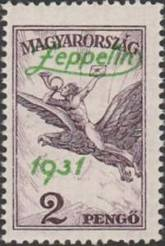 MAGYARORSZÁG
Zeppelin
1931
2 PENGŐ